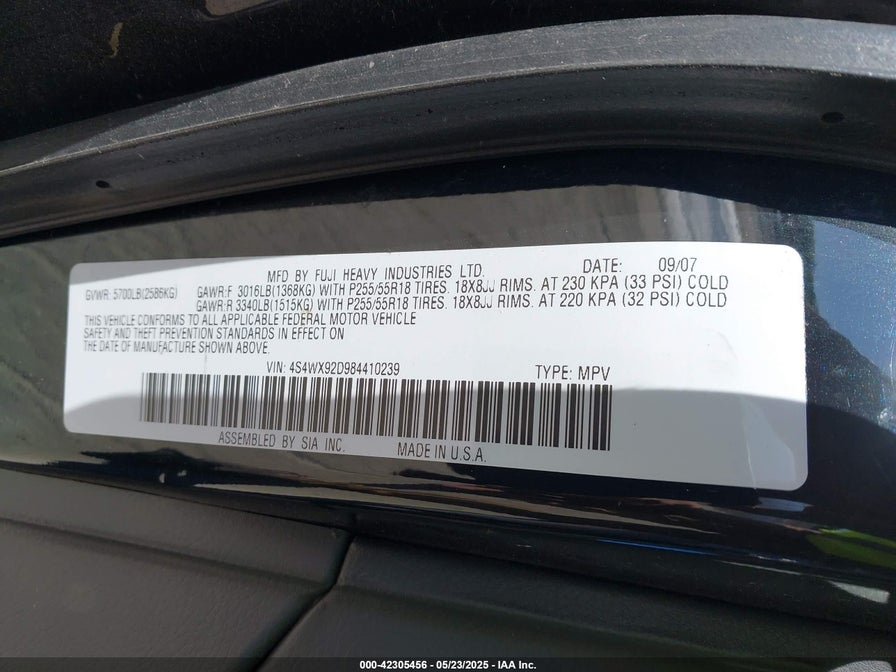 MFD BY FUJI HEAVY INDUSTRIES LTD. DATE: 09/07
GVWR: 5700LB(2586KG) GAWR:F 3016LB(1368KG) WITH P255/55R18 TIRES. 18X8JJ RIMS. AT 230 KPA (33 PSI) COLD
GAWR:R 3340LB(1515KG) WITH P255/55R18 TIRES. 18X8JJ RIMS. AT 220 KPA (32 PSI) COLD
THIS VEHICLE CONFORMS TO ALL APPLICABLE FEDERAL MOTOR VEHICLE
SAFETY AND THEFT PREVENTION STANDARDS IN EFFECT ON
THE DATE OF MANUFACTURE SHOWN ABOVE.
VIN: 4S4WX92D984410239 TYPE: MPV
ASSEMBLED BY SIA INC. MADE IN U.S.A.
000-42305456 - 05/23/2025 - IAA Inc.